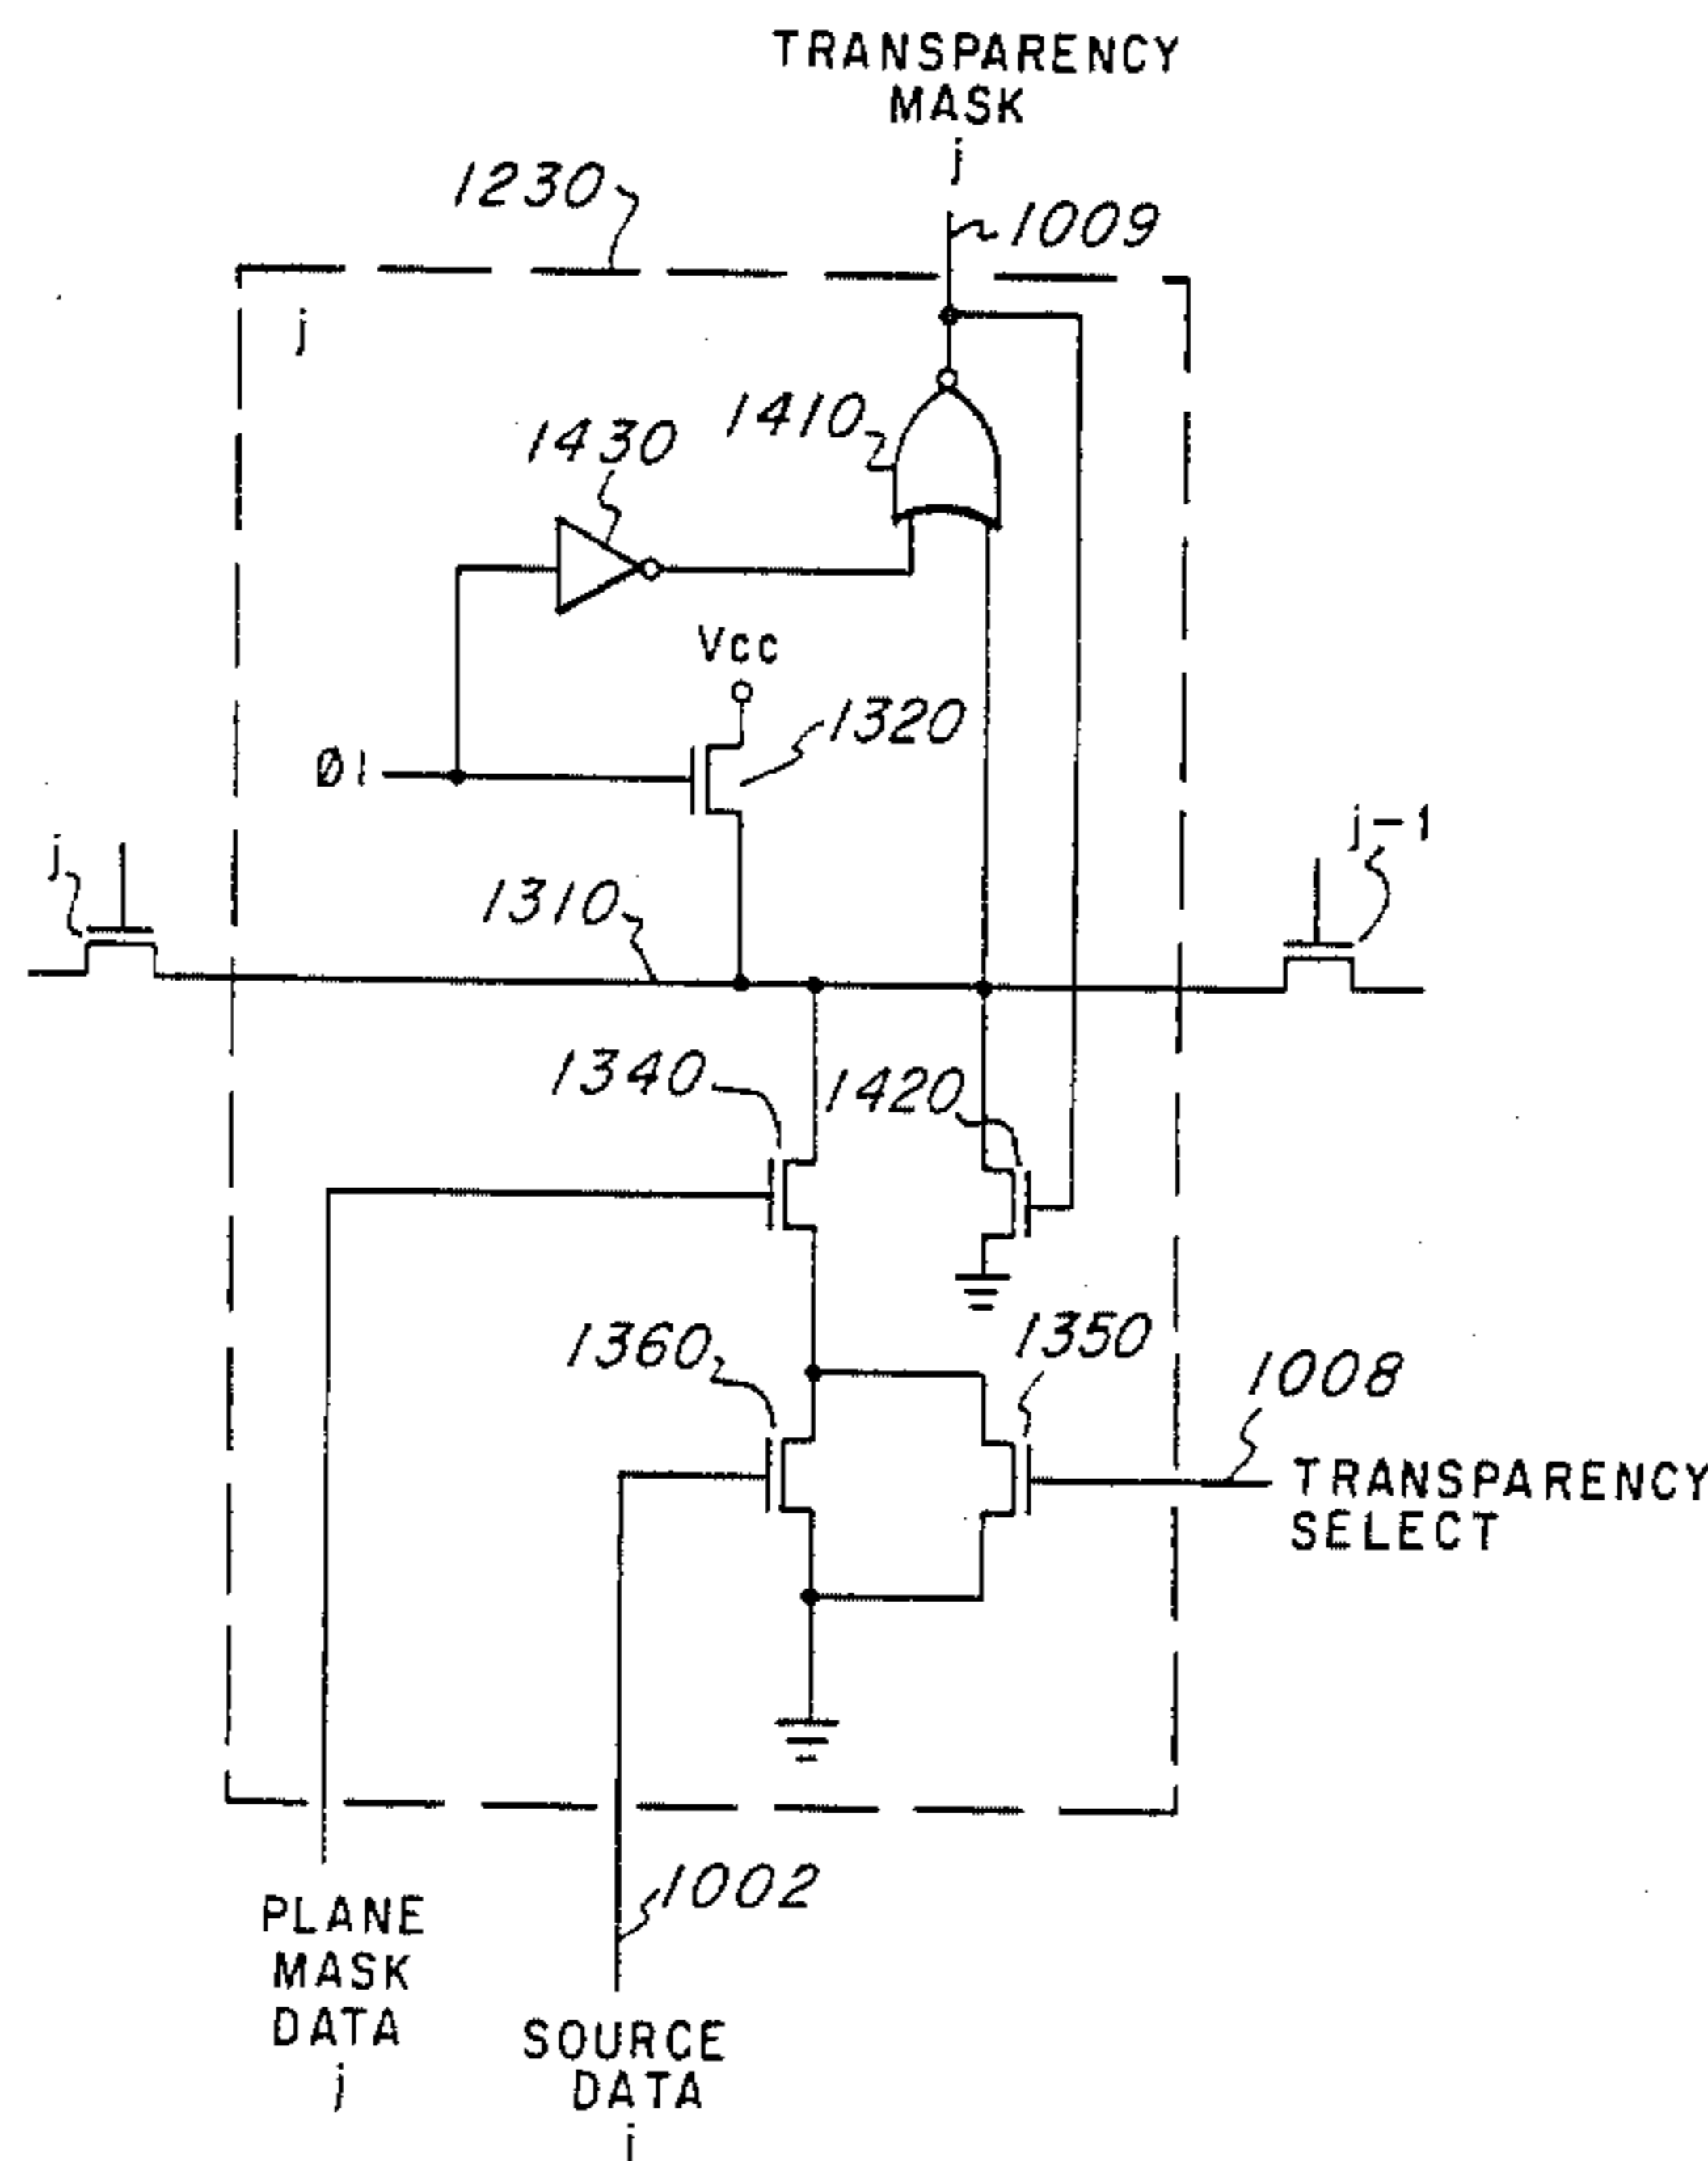 TRANSPARENCY
MASK
j
1230
1009
j
1410
1430
Vcc
1320
Ø1
j
j-1
1310
1340
1420
1360
1350
1008
TRANSPARENCY
SELECT
1002
PLANE
MASK
DATA
j
SOURCE
DATA